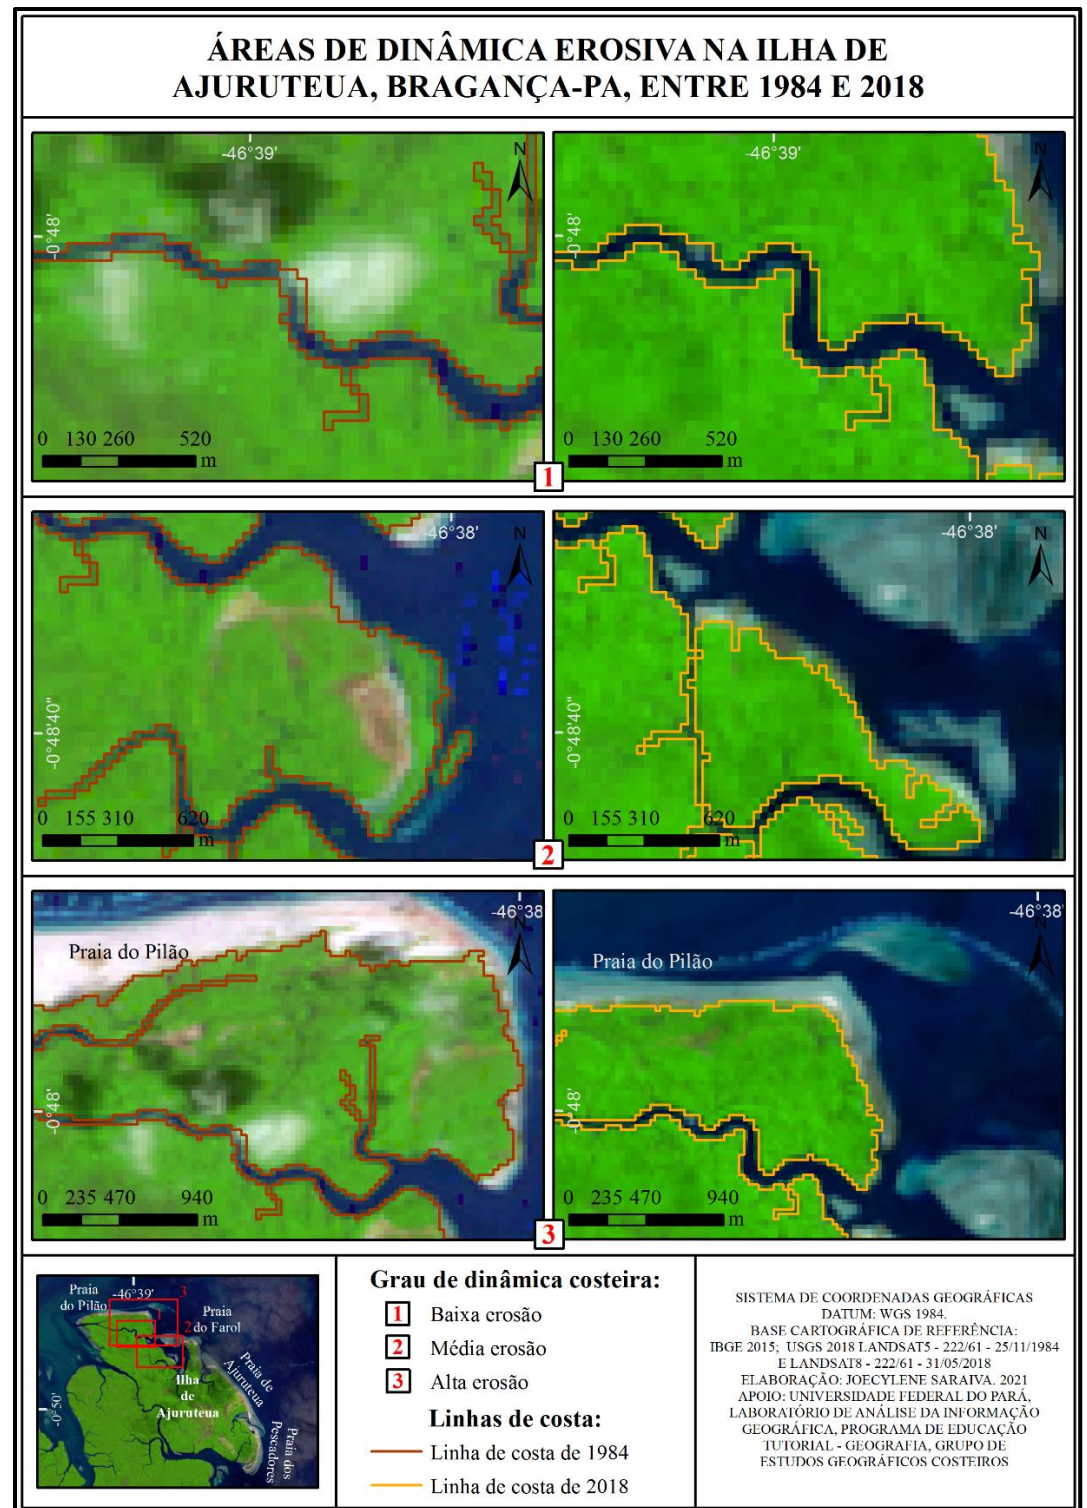 ÁREAS DE DINÂMICA EROSIVA NA ILHA DE
AJURUTEUA, BRAGANÇA-PA, ENTRE 1984 E 2018
-46°39'
N
-0°48'
0 130 260 520
m
-46°39'
N
-0°48'
0 130 260 520
m
1
-46°38'
N
-0°48'40"
0 155 310 620
m
-46°38'
N
-0°48'40"
0 155 310 620
m
2
-46°38
N
Praia do Pilão
-0°48'
0 235 470 940
m
-46°38'
N
Praia do Pilão
-0°48'
0 235 470 940
m
3
Praia
do Pilão
-46°39'
3
1
2
Praia
do Farol
Praia de
Ajuruteua
Ilha
de
Ajuruteua
-0°50'
Praia dos
Pescadores
Grau de dinâmica costeira:
1 Baixa erosão
2 Média erosão
3 Alta erosão
Linhas de costa:
Linha de costa de 1984
Linha de costa de 2018
SISTEMA DE COORDENADAS GEOGRÁFICAS
DATUM: WGS 1984.
BASE CARTOGRÁFICA DE REFERÊNCIA:
IBGE 2015; USGS 2018 LANDSAT5 - 222/61 - 25/11/1984
E LANDSAT8 - 222/61 - 31/05/2018
ELABORAÇÃO: JOECYLENE SARAIVA. 2021
APOIO: UNIVERSIDADE FEDERAL DO PARÁ,
LABORATÓRIO DE ANÁLISE DA INFORMAÇÃO
GEOGRÁFICA, PROGRAMA DE EDUCAÇÃO
TUTORIAL - GEOGRAFIA, GRUPO DE
ESTUDOS GEOGRÁFICOS COSTEIROS